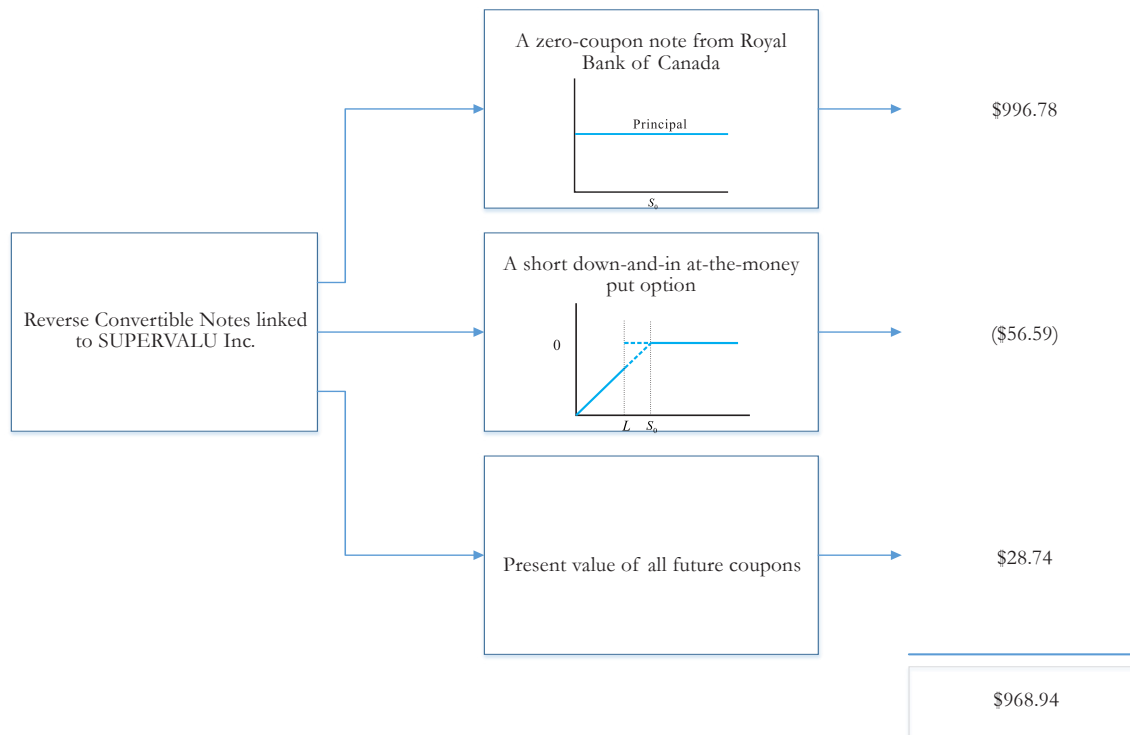 A zero-coupon note from Royal
Bank of Canada
Principal
S₀
$996.78
Reverse Convertible Notes linked
to SUPERVALU Inc.
A short down-and-in at-the-money
put option
0
L S₀
($56.59)
Present value of all future coupons
$28.74
$968.94